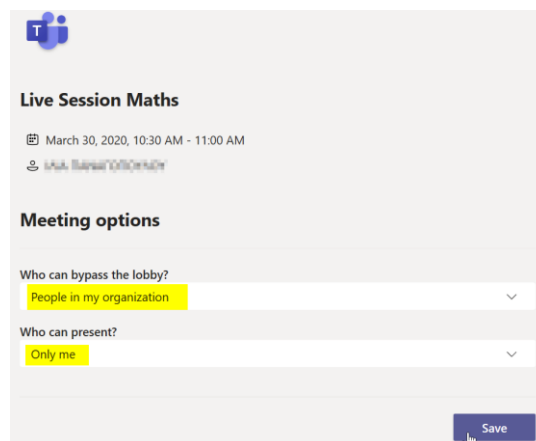 T
Live Session Maths
March 30, 2020, 10:30 AM - 11:00 AM
Meeting options
Who can bypass the lobby?
People in my organization
Who can present?
Only me
Save